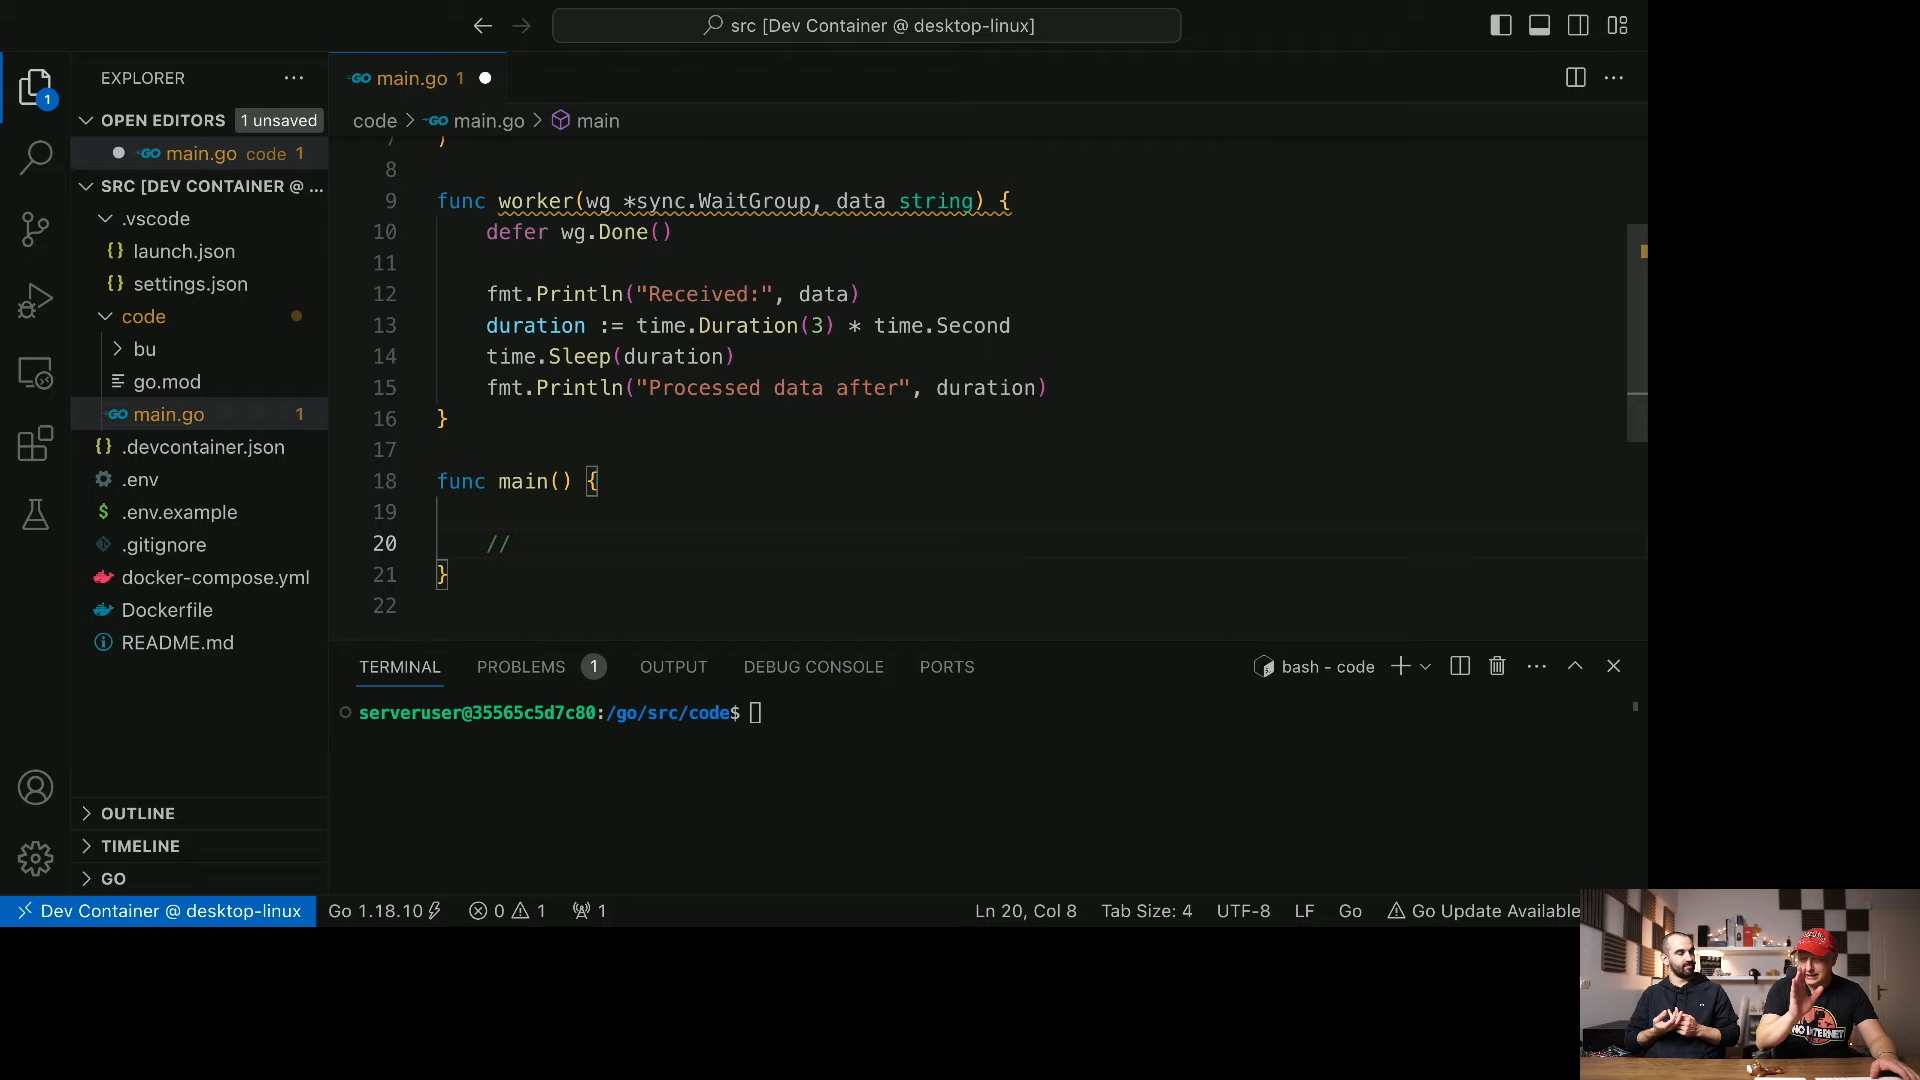 src [Dev Container @ desktop-linux]
EXPLORER
1
OPEN EDITORS 1 unsaved
main.go code 1
SRC [DEV CONTAINER @ ...
.vscode
launch.json
settings.json
code
bu
go.mod
main.go 1
.devcontainer.json
.env
.env.example
.gitignore
docker-compose.yml
Dockerfile
README.md
OUTLINE
TIMELINE
GO
GO main.go 1
code > GO main.go > main
7 )
8
9 func worker(wg *sync.WaitGroup, data string) {
10 defer wg.Done()
11
12 fmt.Println("Received:", data)
13 duration := time.Duration(3) * time.Second
14 time.Sleep(duration)
15 fmt.Println("Processed data after", duration)
16 }
17
18 func main() {
19
20 //
21 }
22
TERMINAL PROBLEMS 1 OUTPUT DEBUG CONSOLE PORTS bash - code
serveruser@35565c5d7c80:/go/src/code$
Dev Container @ desktop-linux Go 1.18.10 0 1 1 Ln 20, Col 8 Tab Size: 4 UTF-8 LF Go Go Update Available